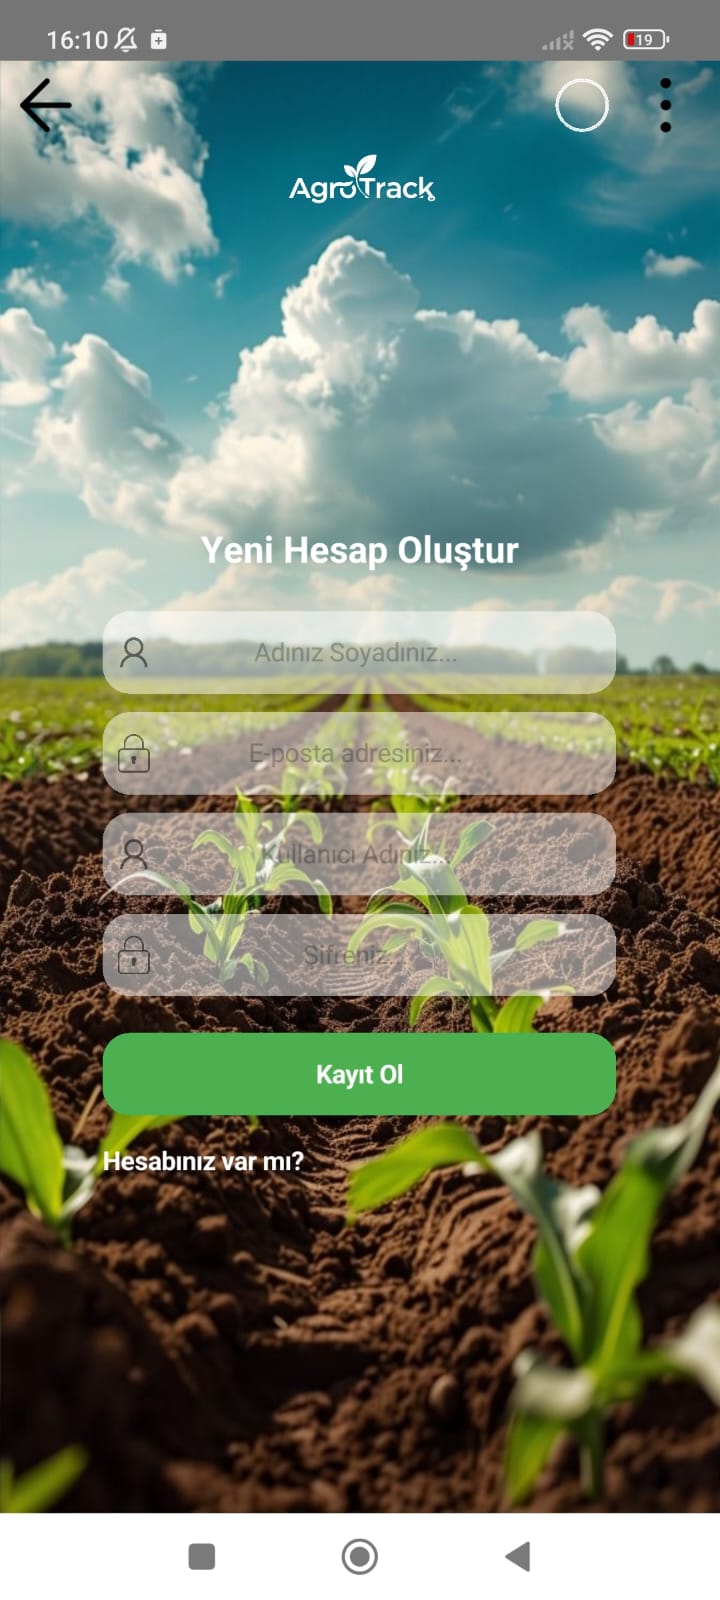 16:10
19
AgroTrack
Yeni Hesap Oluştur
Adınız Soyadınız...
E-posta adresiniz...
Kullanıcı Adınız...
Şifreniz...
Kayıt Ol
Hesabınız var mı?